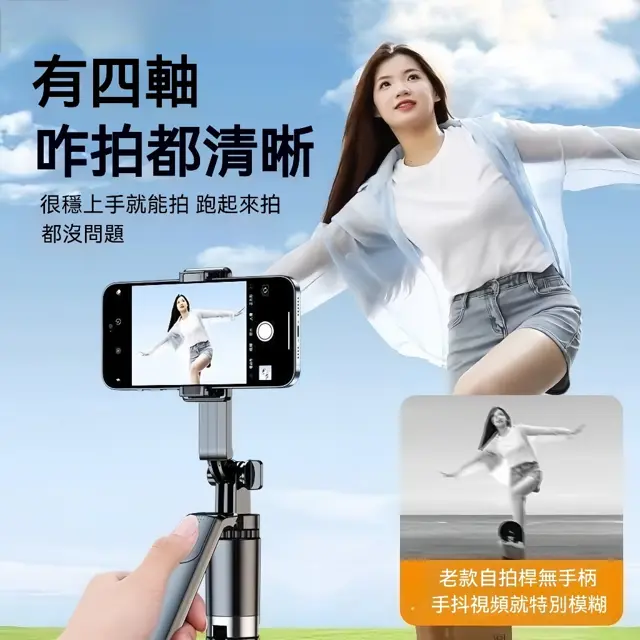 有四軸
咋拍都清晰
很穩上手就能拍 跑起來拍
都沒問題
老款自拍桿無手柄
手抖視頻就特別模糊